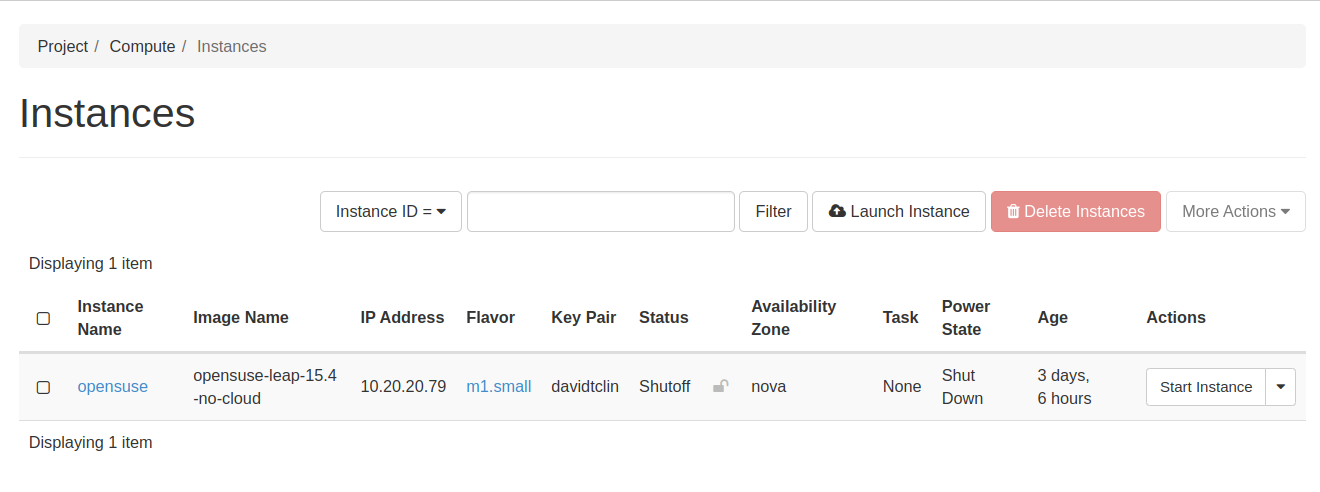 Project / Compute / Instances
Instances
Instance ID = Filter Launch Instance Delete Instances More Actions
Displaying 1 item
Instance Name Image Name IP Address Flavor Key Pair Status Availability Zone Task Power State Age Actions
opensuse opensuse-leap-15.4-no-cloud 10.20.20.79 m1.small davidtclin Shutoff nova None Shut Down 3 days, 6 hours Start Instance
Displaying 1 item